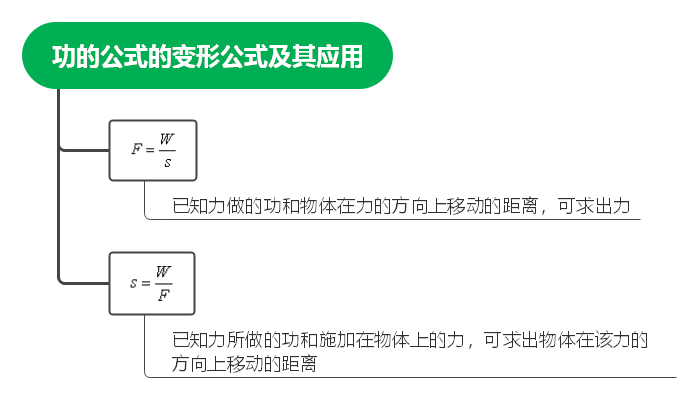 功的公式的变形公式及其应用
F = W/s
已知力做的功和物体在力的方向上移动的距离，可求出力
s = W/F
已知力所做的功和施加在物体上的力，可求出物体在该力的
方向上移动的距离